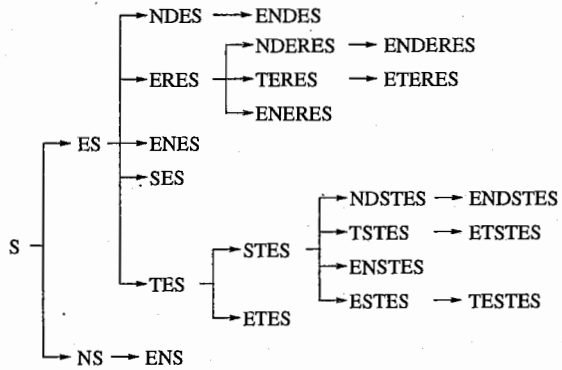 NDES ENDES
NDERES ENDERES
ERES TERES ETERES
ENERES
ES ENES
SES
NDSTES ENDSTES
STES TSTES ETSTES
S ENSTES
TES ESTES TESTES
ETES
NS ENS